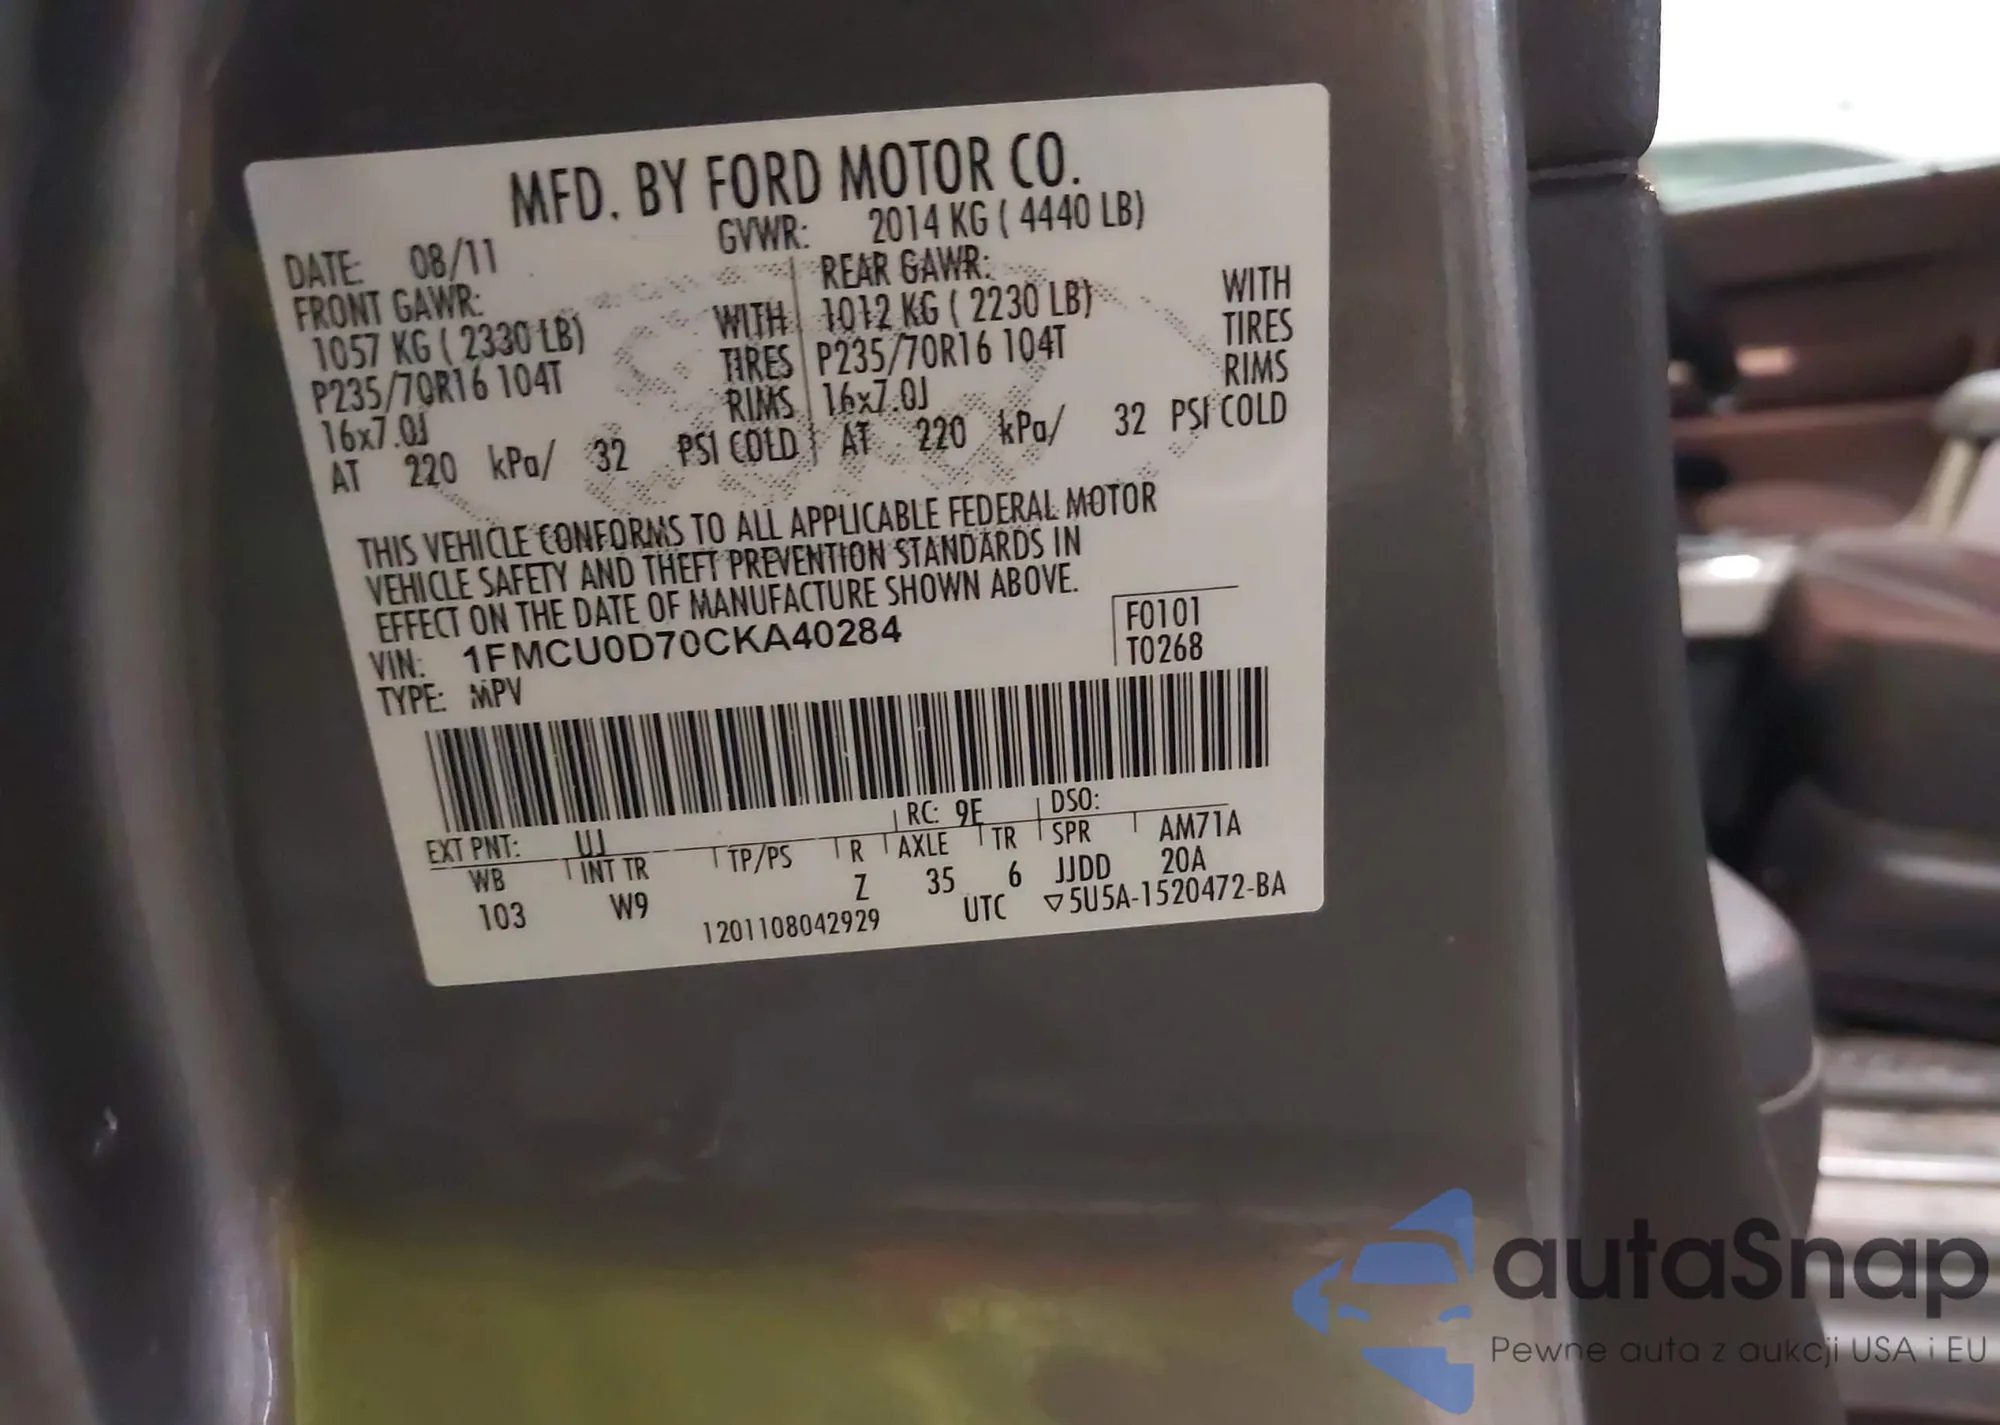 MFD. BY FORD MOTOR CO.
DATE: 08/11 GVWR: 2014 KG ( 4440 LB)
FRONT GAWR: REAR GAWR:
1057 KG ( 2330 LB) WITH 1012 KG ( 2230 LB) WITH
P235/70R16 104T TIRES P235/70R16 104T TIRES
16x7.0J RIMS 16x7.0J RIMS
AT 220 kPa/ 32 PSI COLD AT 220 kPa/ 32 PSI COLD
THIS VEHICLE CONFORMS TO ALL APPLICABLE FEDERAL MOTOR
VEHICLE SAFETY AND THEFT PREVENTION STANDARDS IN
EFFECT ON THE DATE OF MANUFACTURE SHOWN ABOVE.
VIN: 1FMCU0D70CKA40284 F0101
TYPE: MPV T0268
EXT PNT: UJ RC: 9E DSO:
WB INT TR TP/PS R AXLE TR SPR AM71A
103 W9 Z 35 6 JJDD 20A
1201108042929 UTC ▽5U5A-1520472-BA
autaSnap
Pewne auta z aukcji USA i EU